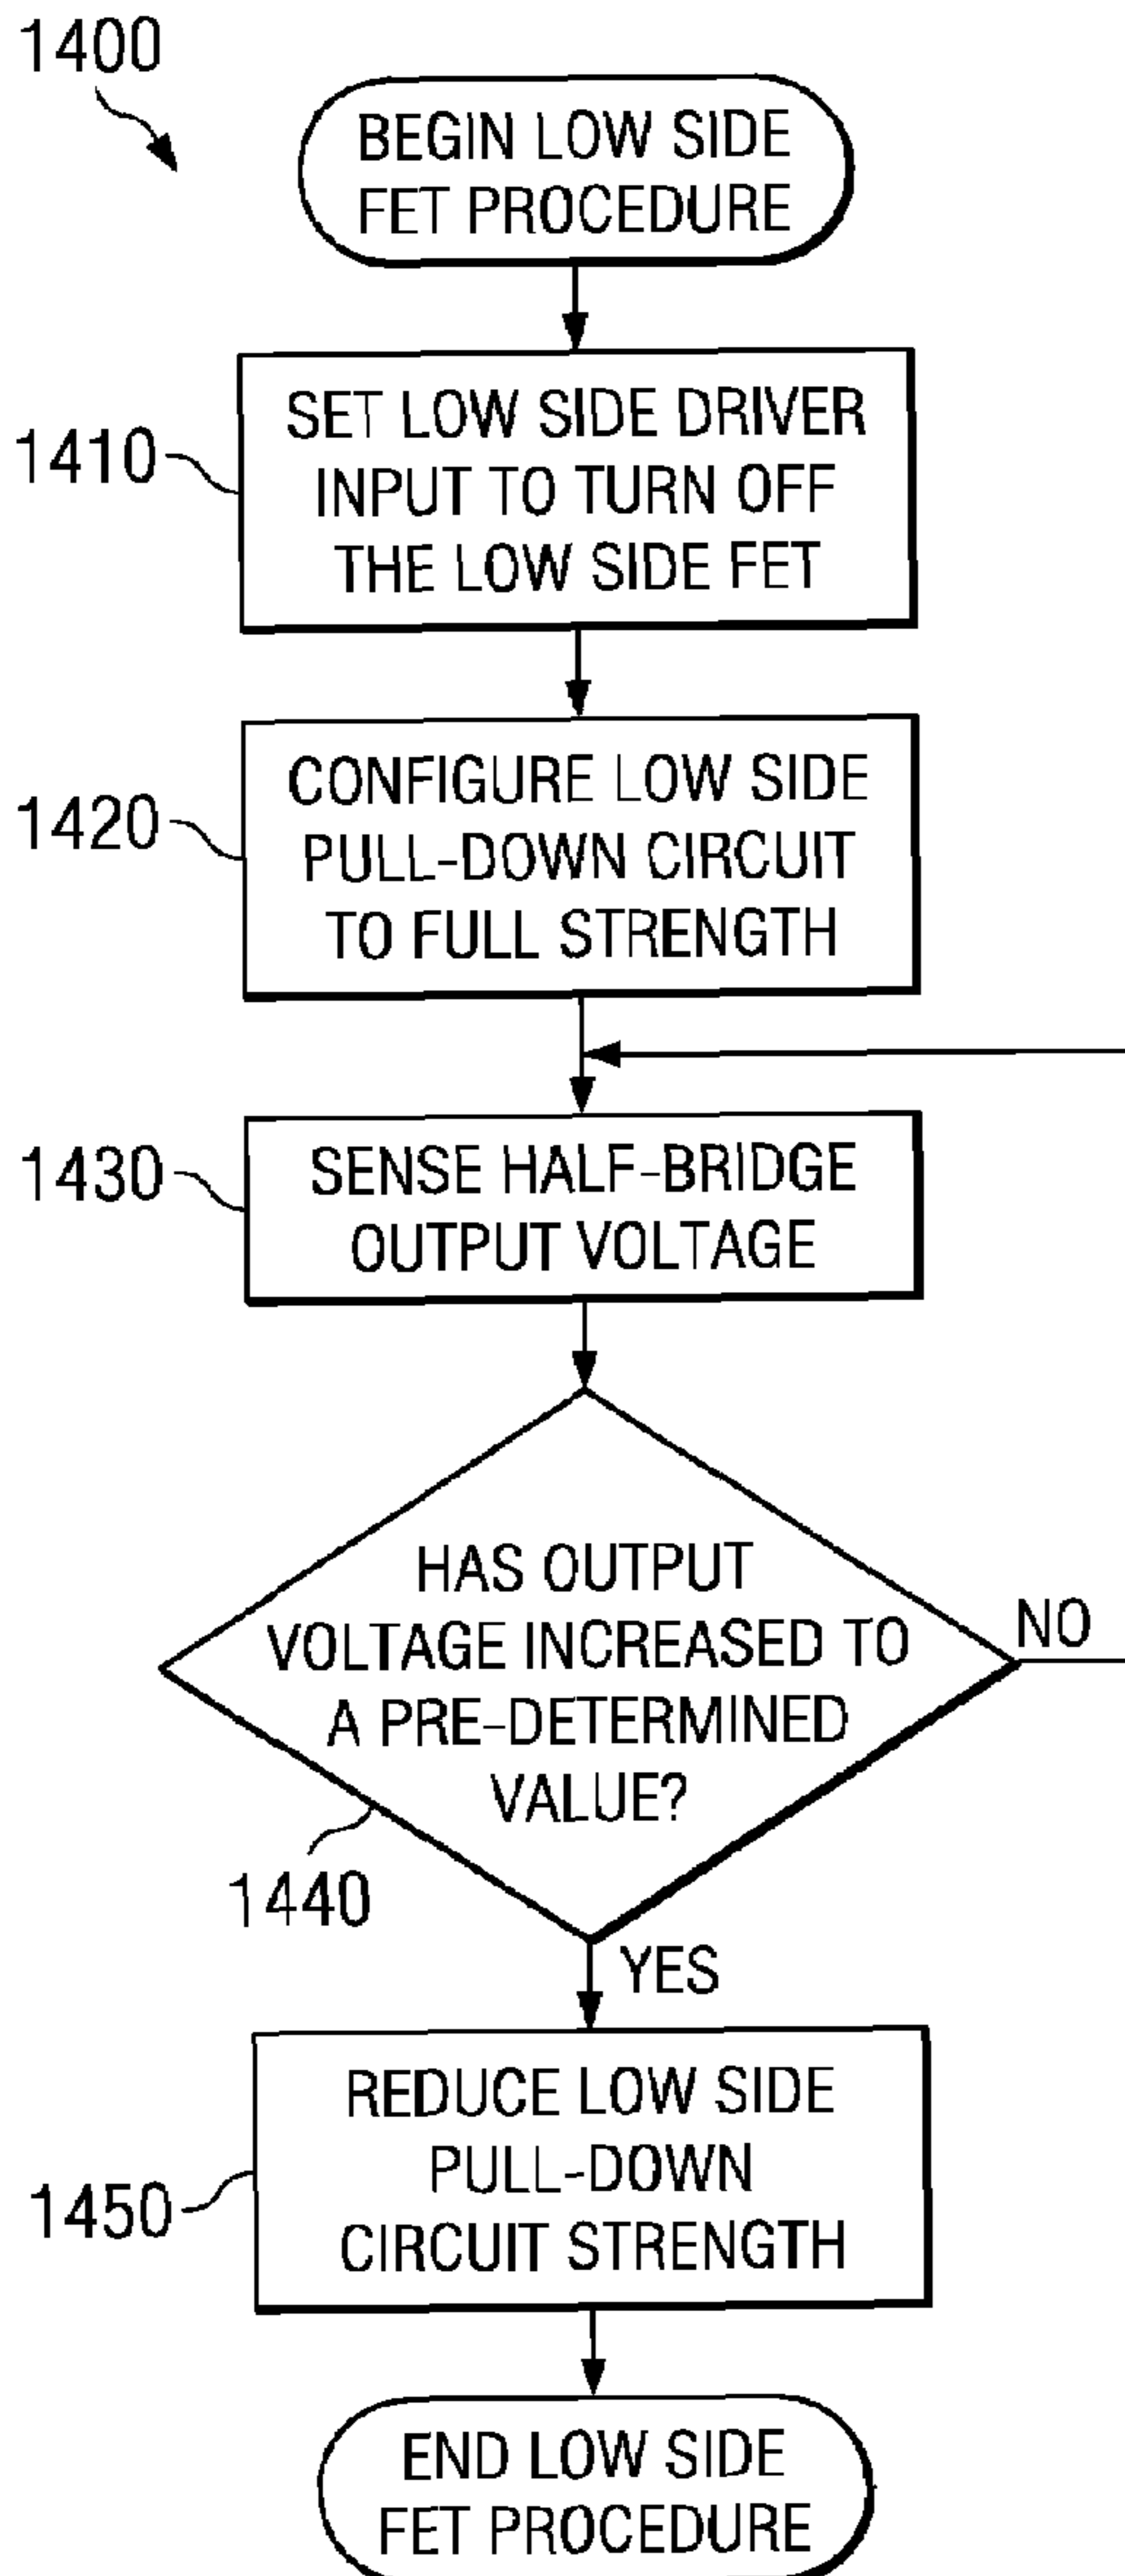 1400
BEGIN LOW SIDE
FET PROCEDURE
1410
SET LOW SIDE DRIVER
INPUT TO TURN OFF
THE LOW SIDE FET
1420
CONFIGURE LOW SIDE
PULL-DOWN CIRCUIT
TO FULL STRENGTH
1430
SENSE HALF-BRIDGE
OUTPUT VOLTAGE
HAS OUTPUT
VOLTAGE INCREASED TO
A PRE-DETERMINED
VALUE?
NO
1440
YES
1450
REDUCE LOW SIDE
PULL-DOWN
CIRCUIT STRENGTH
END LOW SIDE
FET PROCEDURE